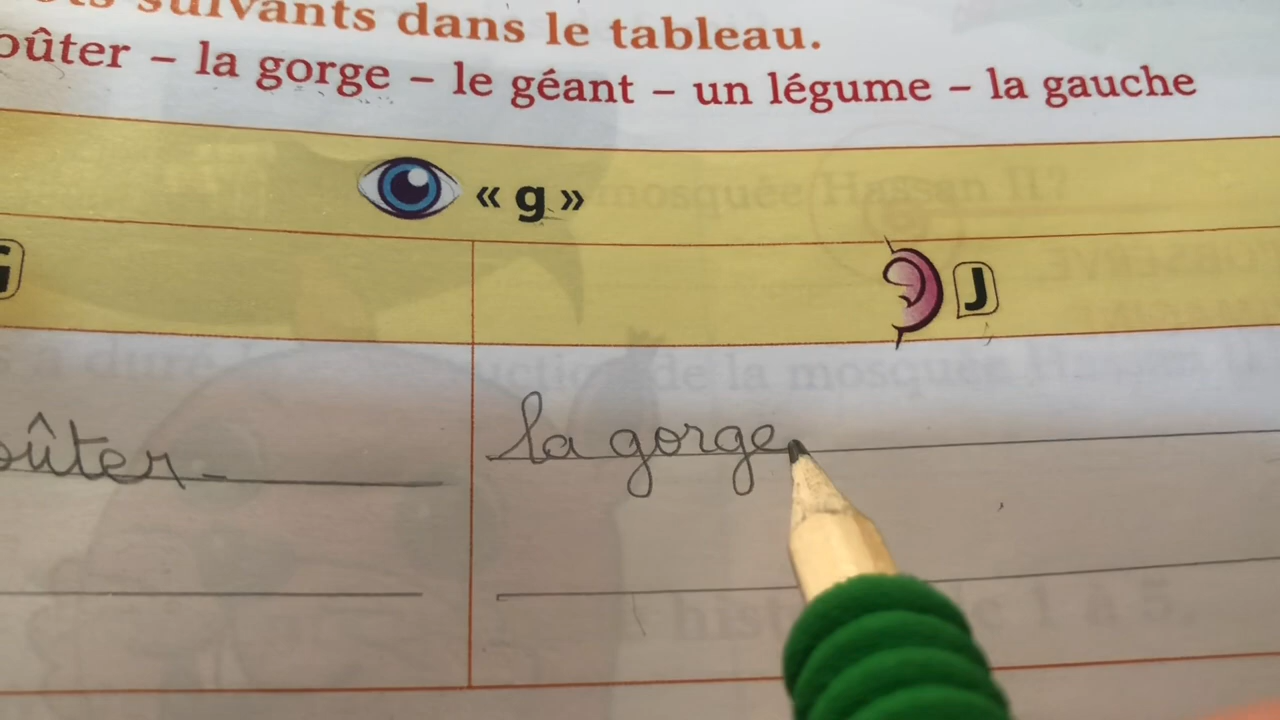 suivants dans le tableau.
oûter – la gorge – le géant – un légume – la gauche
« g »
J
oûter
la gorge